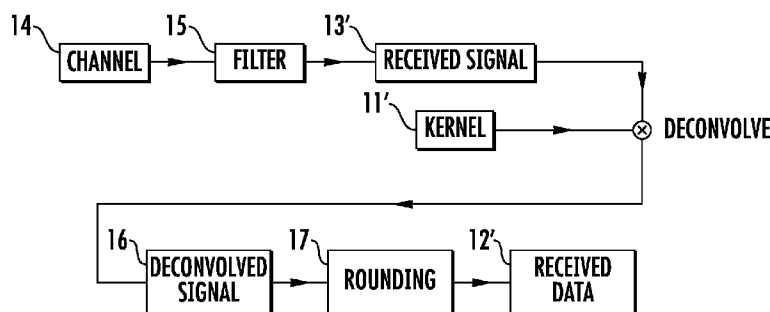 14
15
13'
CHANNEL
FILTER
RECEIVED SIGNAL
11'
KERNEL
DECONVOLVE
16
17
12'
DECONVOLVED
SIGNAL
ROUNDING
RECEIVED
DATA